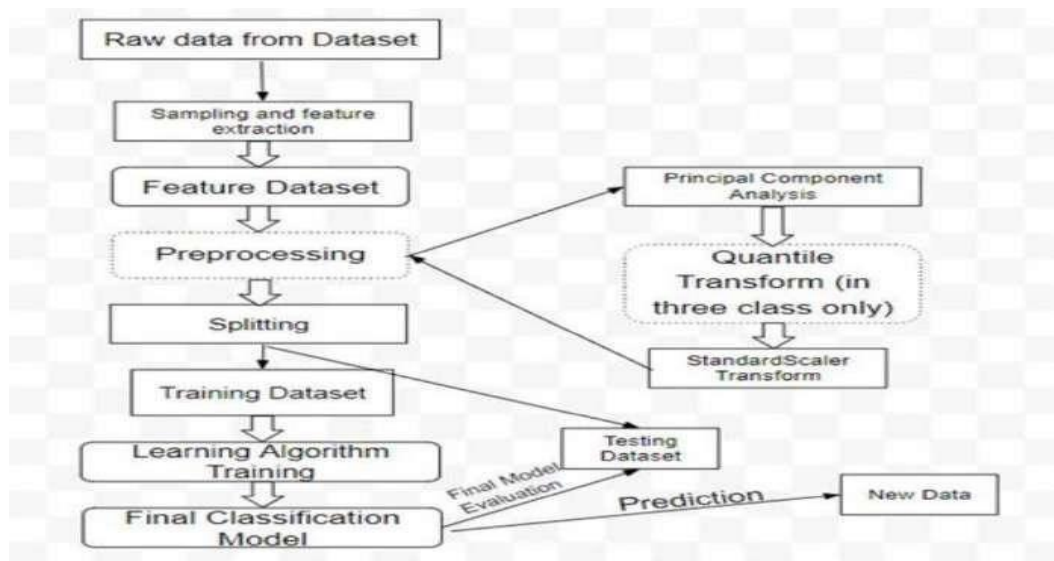 Raw data from Dataset
Sampling and feature
extraction
Feature Dataset
Preprocessing
Splitting
Training Dataset
Learning Algorithm
Training
Final Classification
Model
Principal Component
Analysis
Quantile
Transform (in
three class only)
StandardScaler
Transform
Testing
Dataset
Final Model
Evaluation
Prediction
New Data